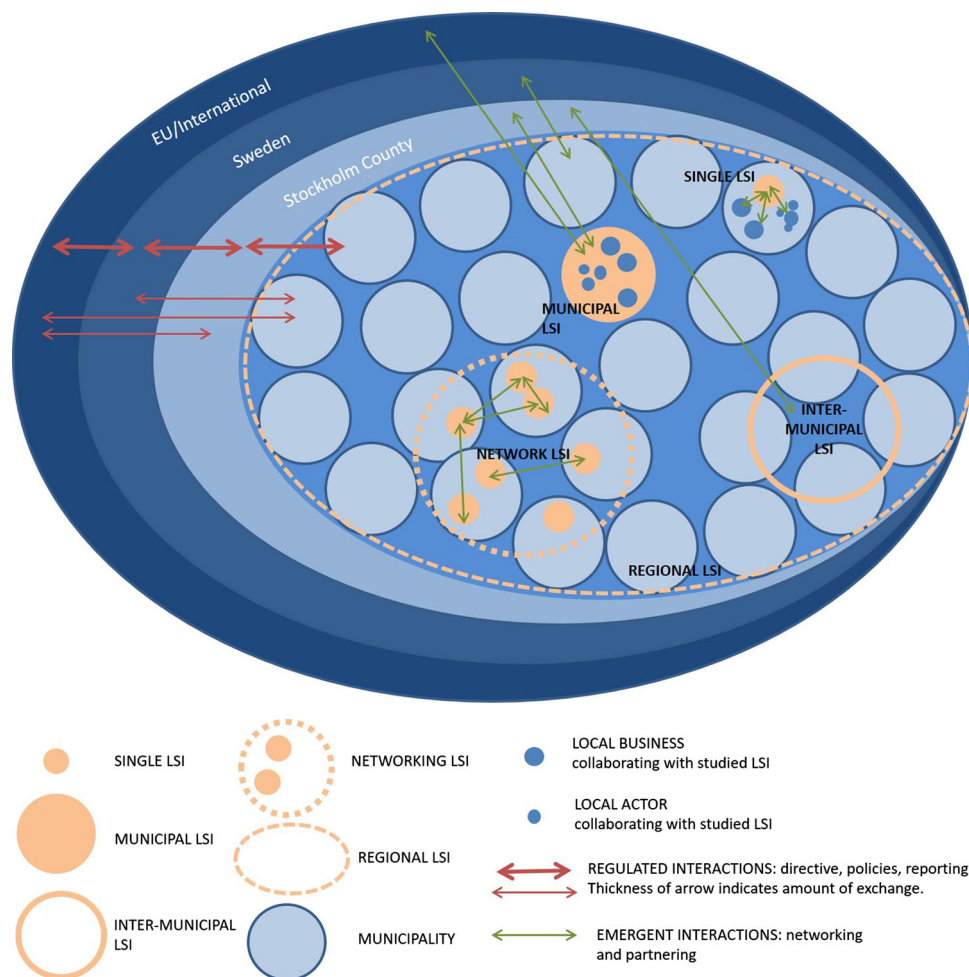 EU/International
Sweden
Stockholm County
SINGLE LSI
MUNICIPAL
LSI
INTER-
MUNICIPAL
LSI
NETWORK LSI
REGIONAL LSI
SINGLE LSI
MUNICIPAL LSI
INTER-MUNICIPAL
LSI
NETWORKING LSI
REGIONAL LSI
MUNICIPALITY
LOCAL BUSINESS
collaborating with studied LSI
LOCAL ACTOR
collaborating with studied LSI
REGULATED INTERACTIONS: directive, policies, reporting
Thickness of arrow indicates amount of exchange.
EMERGENT INTERACTIONS: networking
and partnering